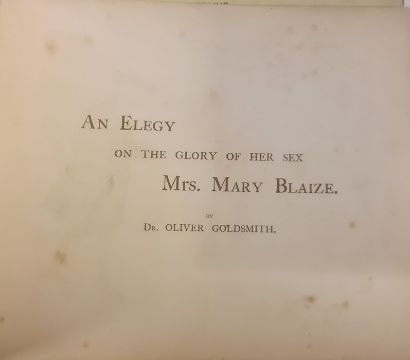 An Elegy
on the glory of her sex
Mrs. Mary Blaize.
by
Dr. Oliver Goldsmith.